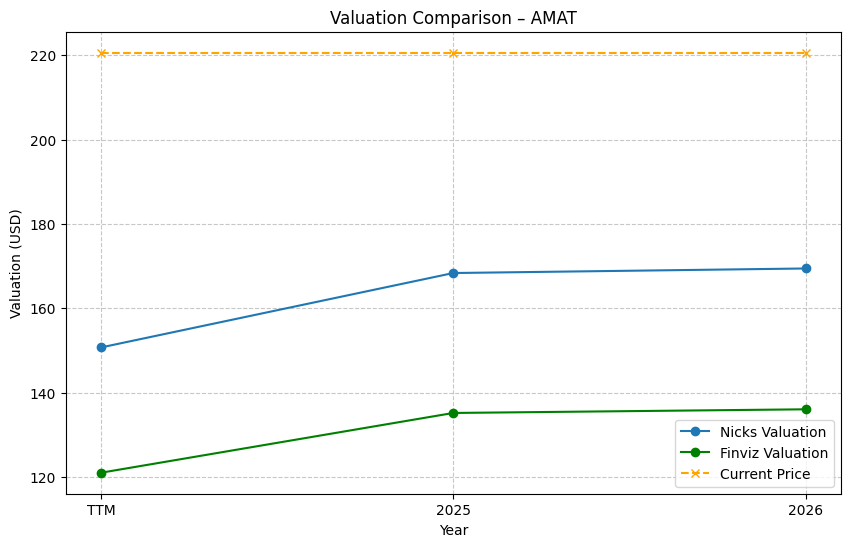 Valuation Comparison – AMAT
Valuation (USD)
220
200
180
160
140
120
TTM
2025
2026
Year
Nicks Valuation
Finviz Valuation
Current Price